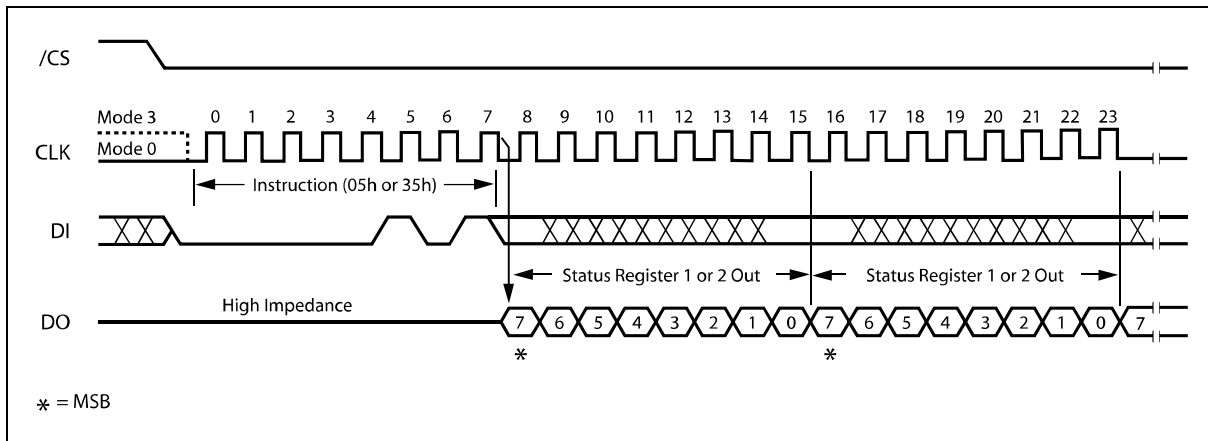 /CS
Mode 3
0 1 2 3 4 5 6 7 8 9 10 11 12 13 14 15 16 17 18 19 20 21 22 23
CLK
Mode 0
Instruction (05h or 35h)
DI
Status Register 1 or 2 Out
Status Register 1 or 2 Out
High Impedance
DO
7 6 5 4 3 2 1 0 7 6 5 4 3 2 1 0 7
* *
* = MSB